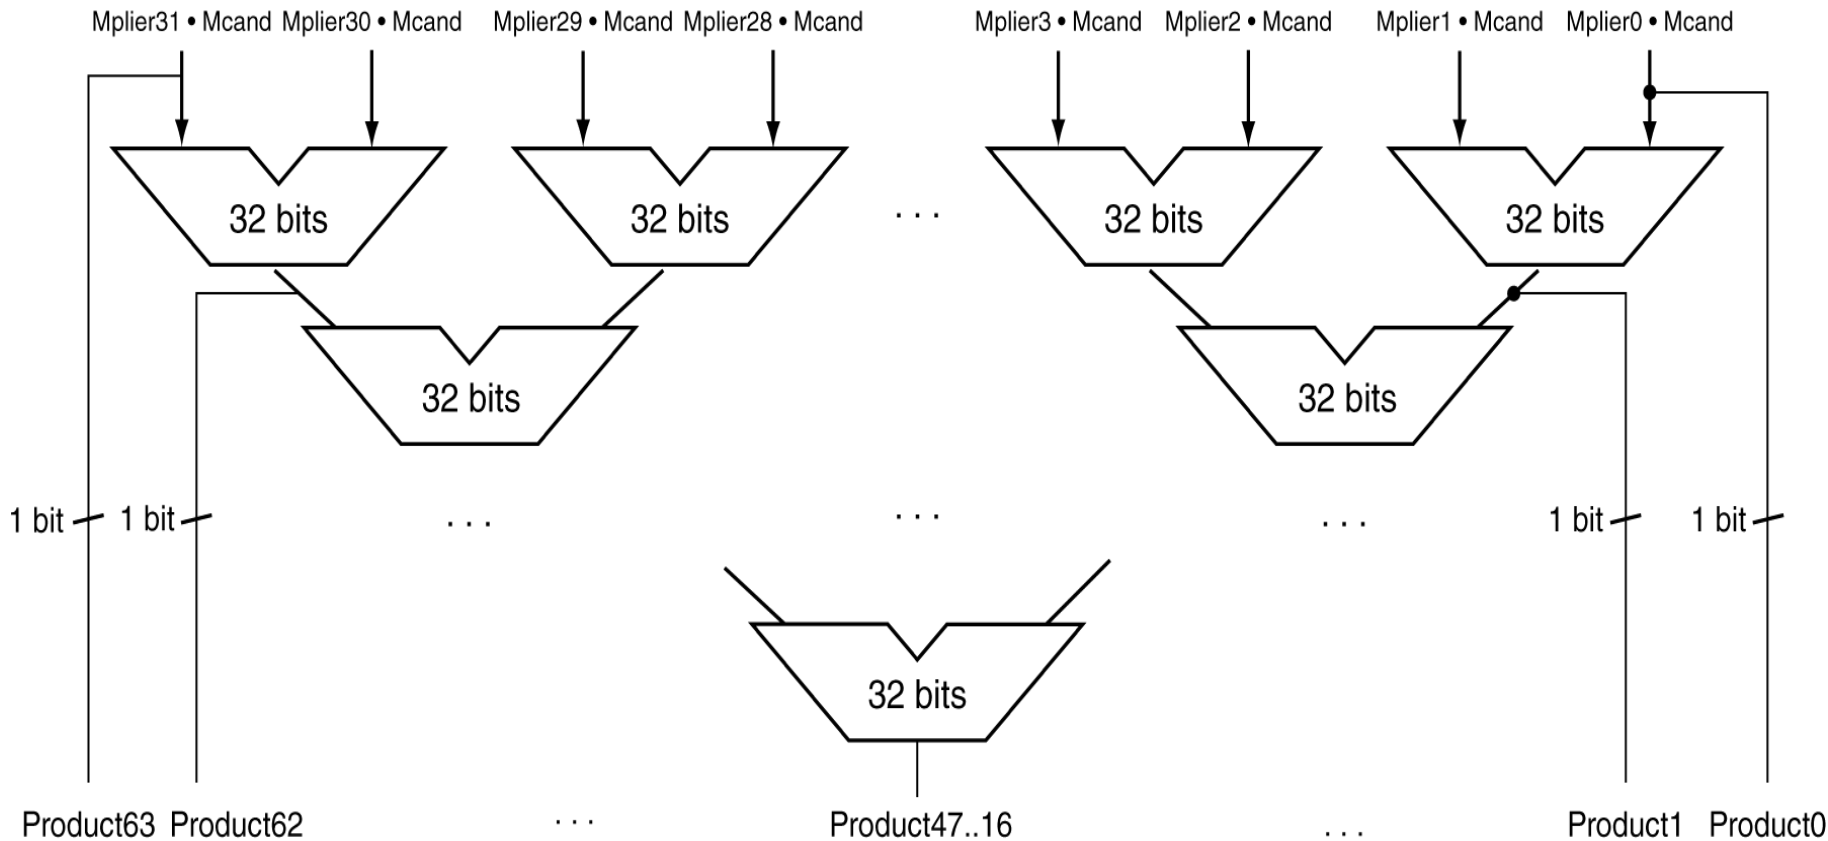 Mplier31 • Mcand Mplier30 • Mcand Mplier29 • Mcand Mplier28 • Mcand Mplier3 • Mcand Mplier2 • Mcand Mplier1 • Mcand Mplier0 • Mcand
32 bits 32 bits . . . 32 bits 32 bits
32 bits 32 bits
1 bit 1 bit . . . . . . . . . 1 bit 1 bit
32 bits
Product63 Product62 . . . Product47..16 . . . Product1 Product0